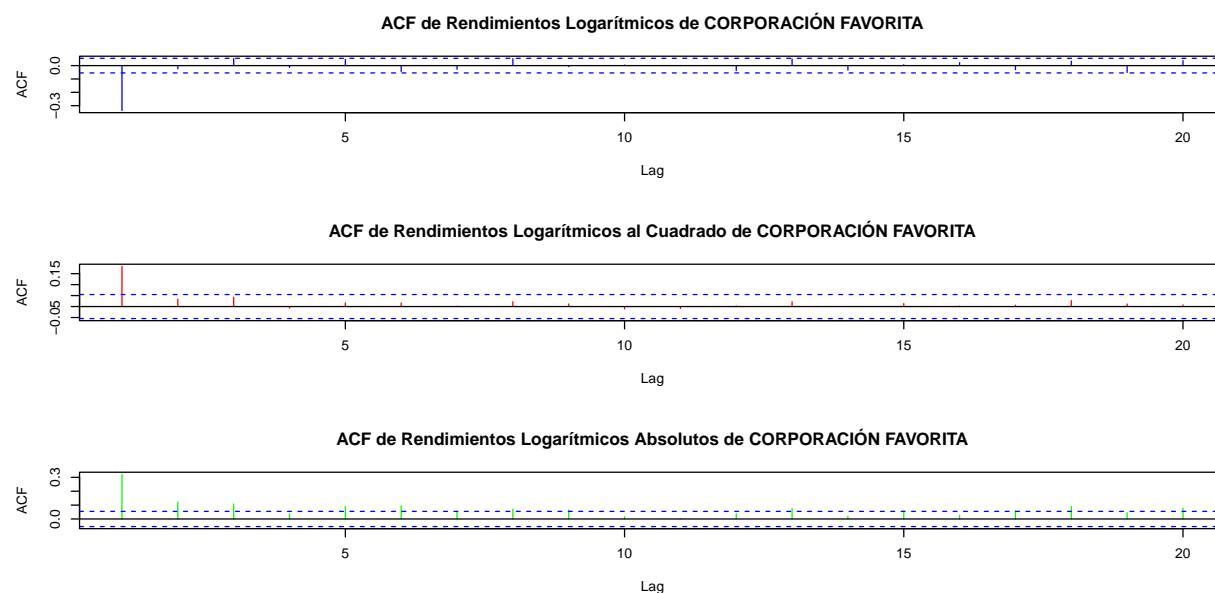 ACF de Rendimientos Logarítmicos de CORPORACIÓN FAVORITA
ACF
0.0
−0.3
5
10
15
20
Lag
ACF de Rendimientos Logarítmicos al Cuadrado de CORPORACIÓN FAVORITA
ACF
0.15
−0.05
5
10
15
20
Lag
ACF de Rendimientos Logarítmicos Absolutos de CORPORACIÓN FAVORITA
ACF
0.3
0.0
5
10
15
20
Lag